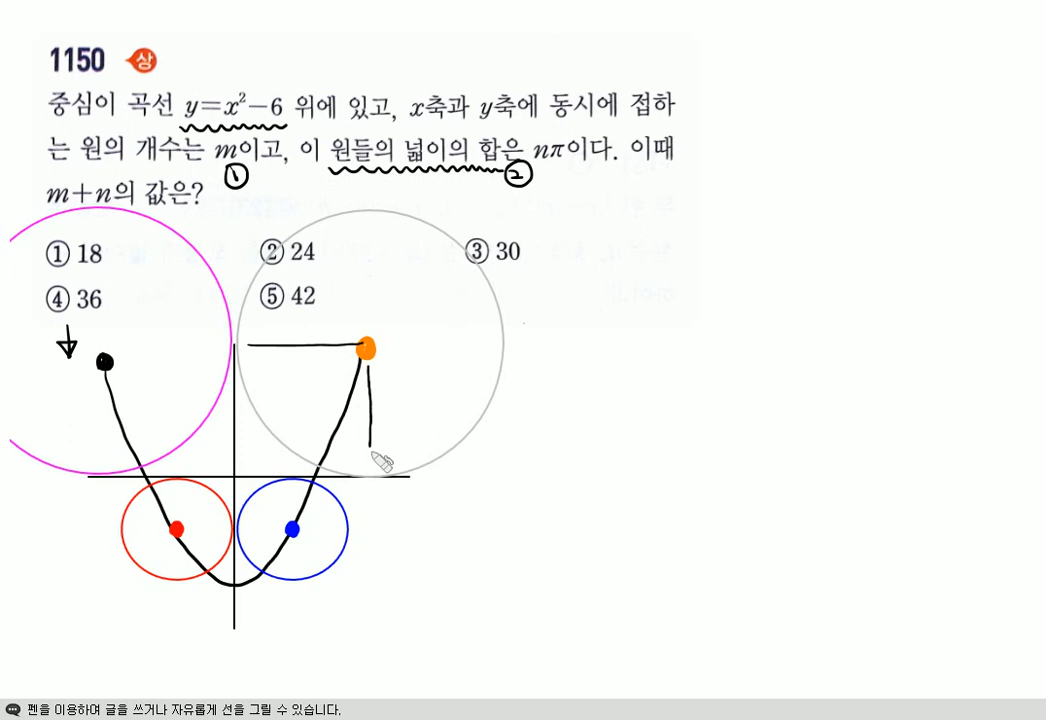 1150 상
중심이 곡선 y=x²-6 위에 있고, x축과 y축에 동시에 접하
는 원의 개수는 m이고, 이 원들의 넓이의 합은 nπ이다. 이때
① ②
m+n의 값은?
① 18 ② 24 ③ 30
④ 36 ⑤ 42
펜을 이용하여 글을 쓰거나 자유롭게 선을 그릴 수 있습니다.